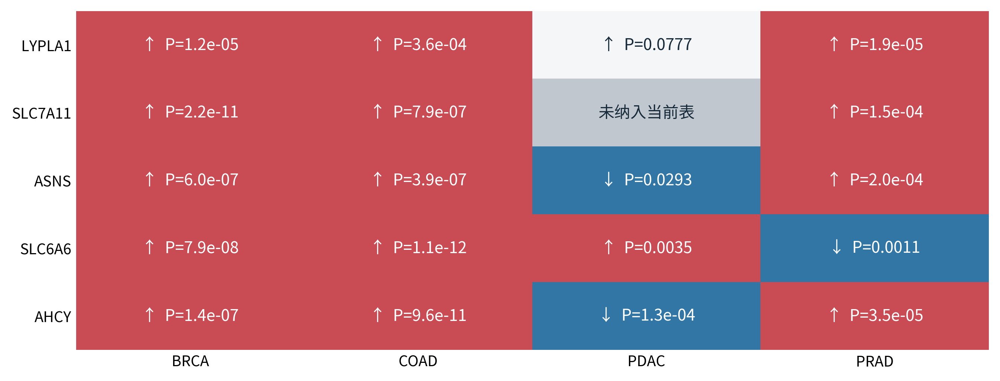 LYPLA1 ↑ P=1.2e-05 ↑ P=3.6e-04 ↑ P=0.0777 ↑ P=1.9e-05
SLC7A11 ↑ P=2.2e-11 ↑ P=7.9e-07 未纳入当前表 ↑ P=1.5e-04
ASNS ↑ P=6.0e-07 ↑ P=3.9e-07 ↓ P=0.0293 ↑ P=2.0e-04
SLC6A6 ↑ P=7.9e-08 ↑ P=1.1e-12 ↑ P=0.0035 ↓ P=0.0011
AHCY ↑ P=1.4e-07 ↑ P=9.6e-11 ↓ P=1.3e-04 ↑ P=3.5e-05
BRCA COAD PDAC PRAD